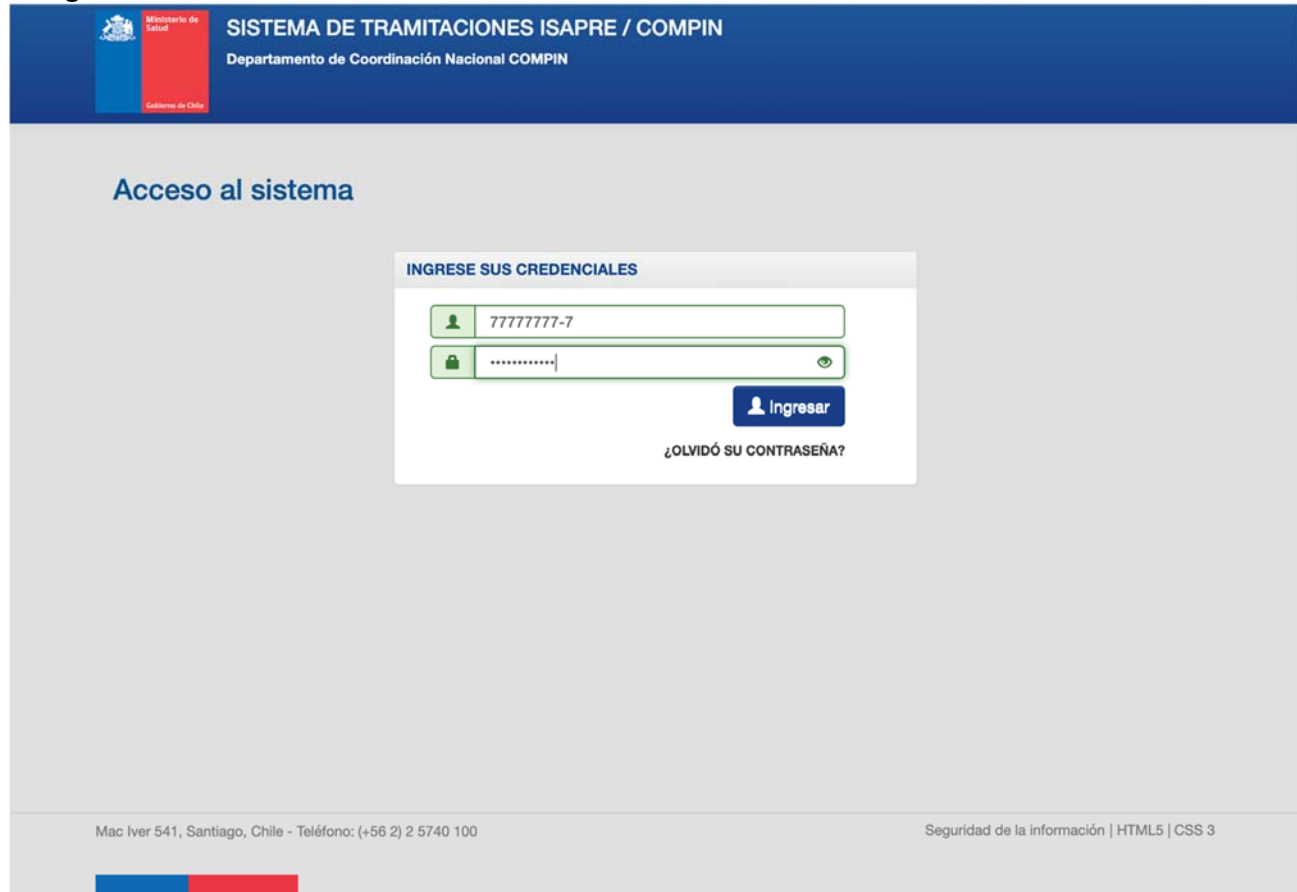 Ministerio de
Salud
Gobierno de Chile
SISTEMA DE TRAMITACIONES ISAPRE / COMPIN
Departamento de Coordinación Nacional COMPIN
Acceso al sistema
INGRESE SUS CREDENCIALES
77777777-7
••••••••••••
Ingresar
¿OLVIDÓ SU CONTRASEÑA?
Mac Iver 541, Santiago, Chile - Teléfono: (+56 2) 2 5740 100
Seguridad de la información | HTML5 | CSS 3